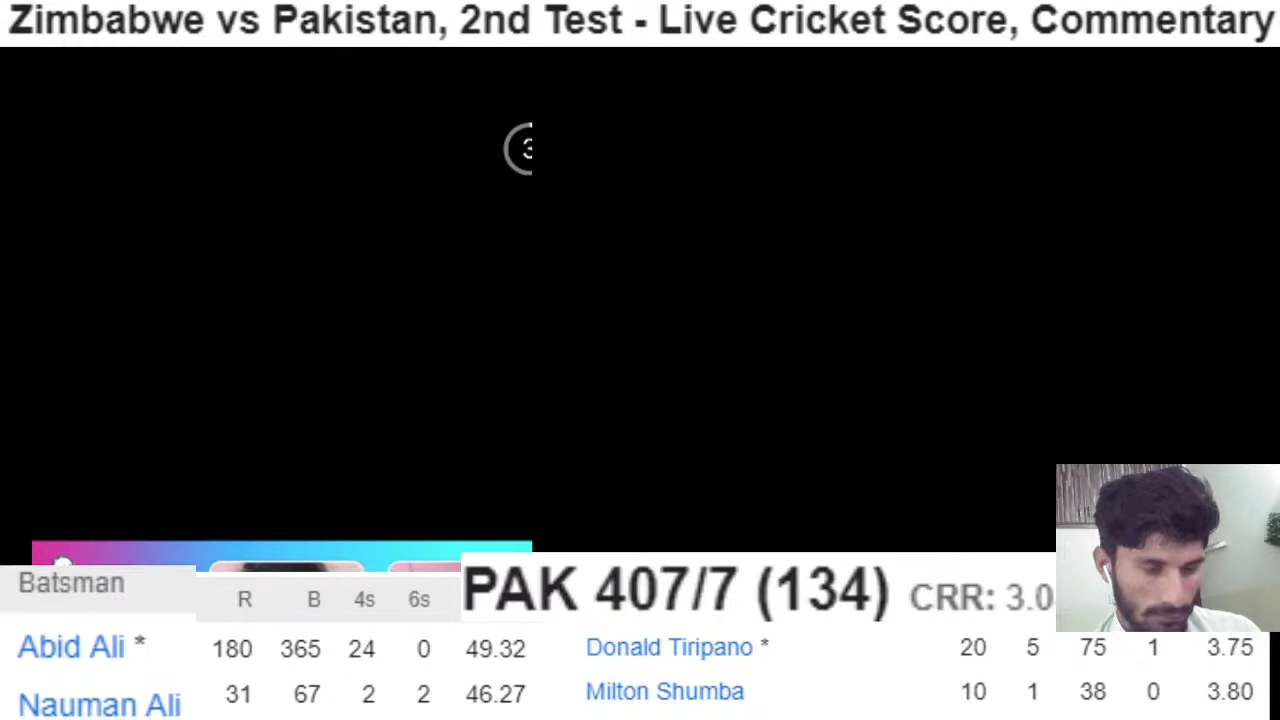 Zimbabwe vs Pakistan, 2nd Test - Live Cricket Score, Commentary
3
Batsman R B 4s 6s
Abid Ali * 180 365 24 0 49.32
Nauman Ali 31 67 2 2 46.27
PAK 407/7 (134) CRR: 3.0
Donald Tiripano * 20 5 75 1 3.75
Milton Shumba 10 1 38 0 3.80